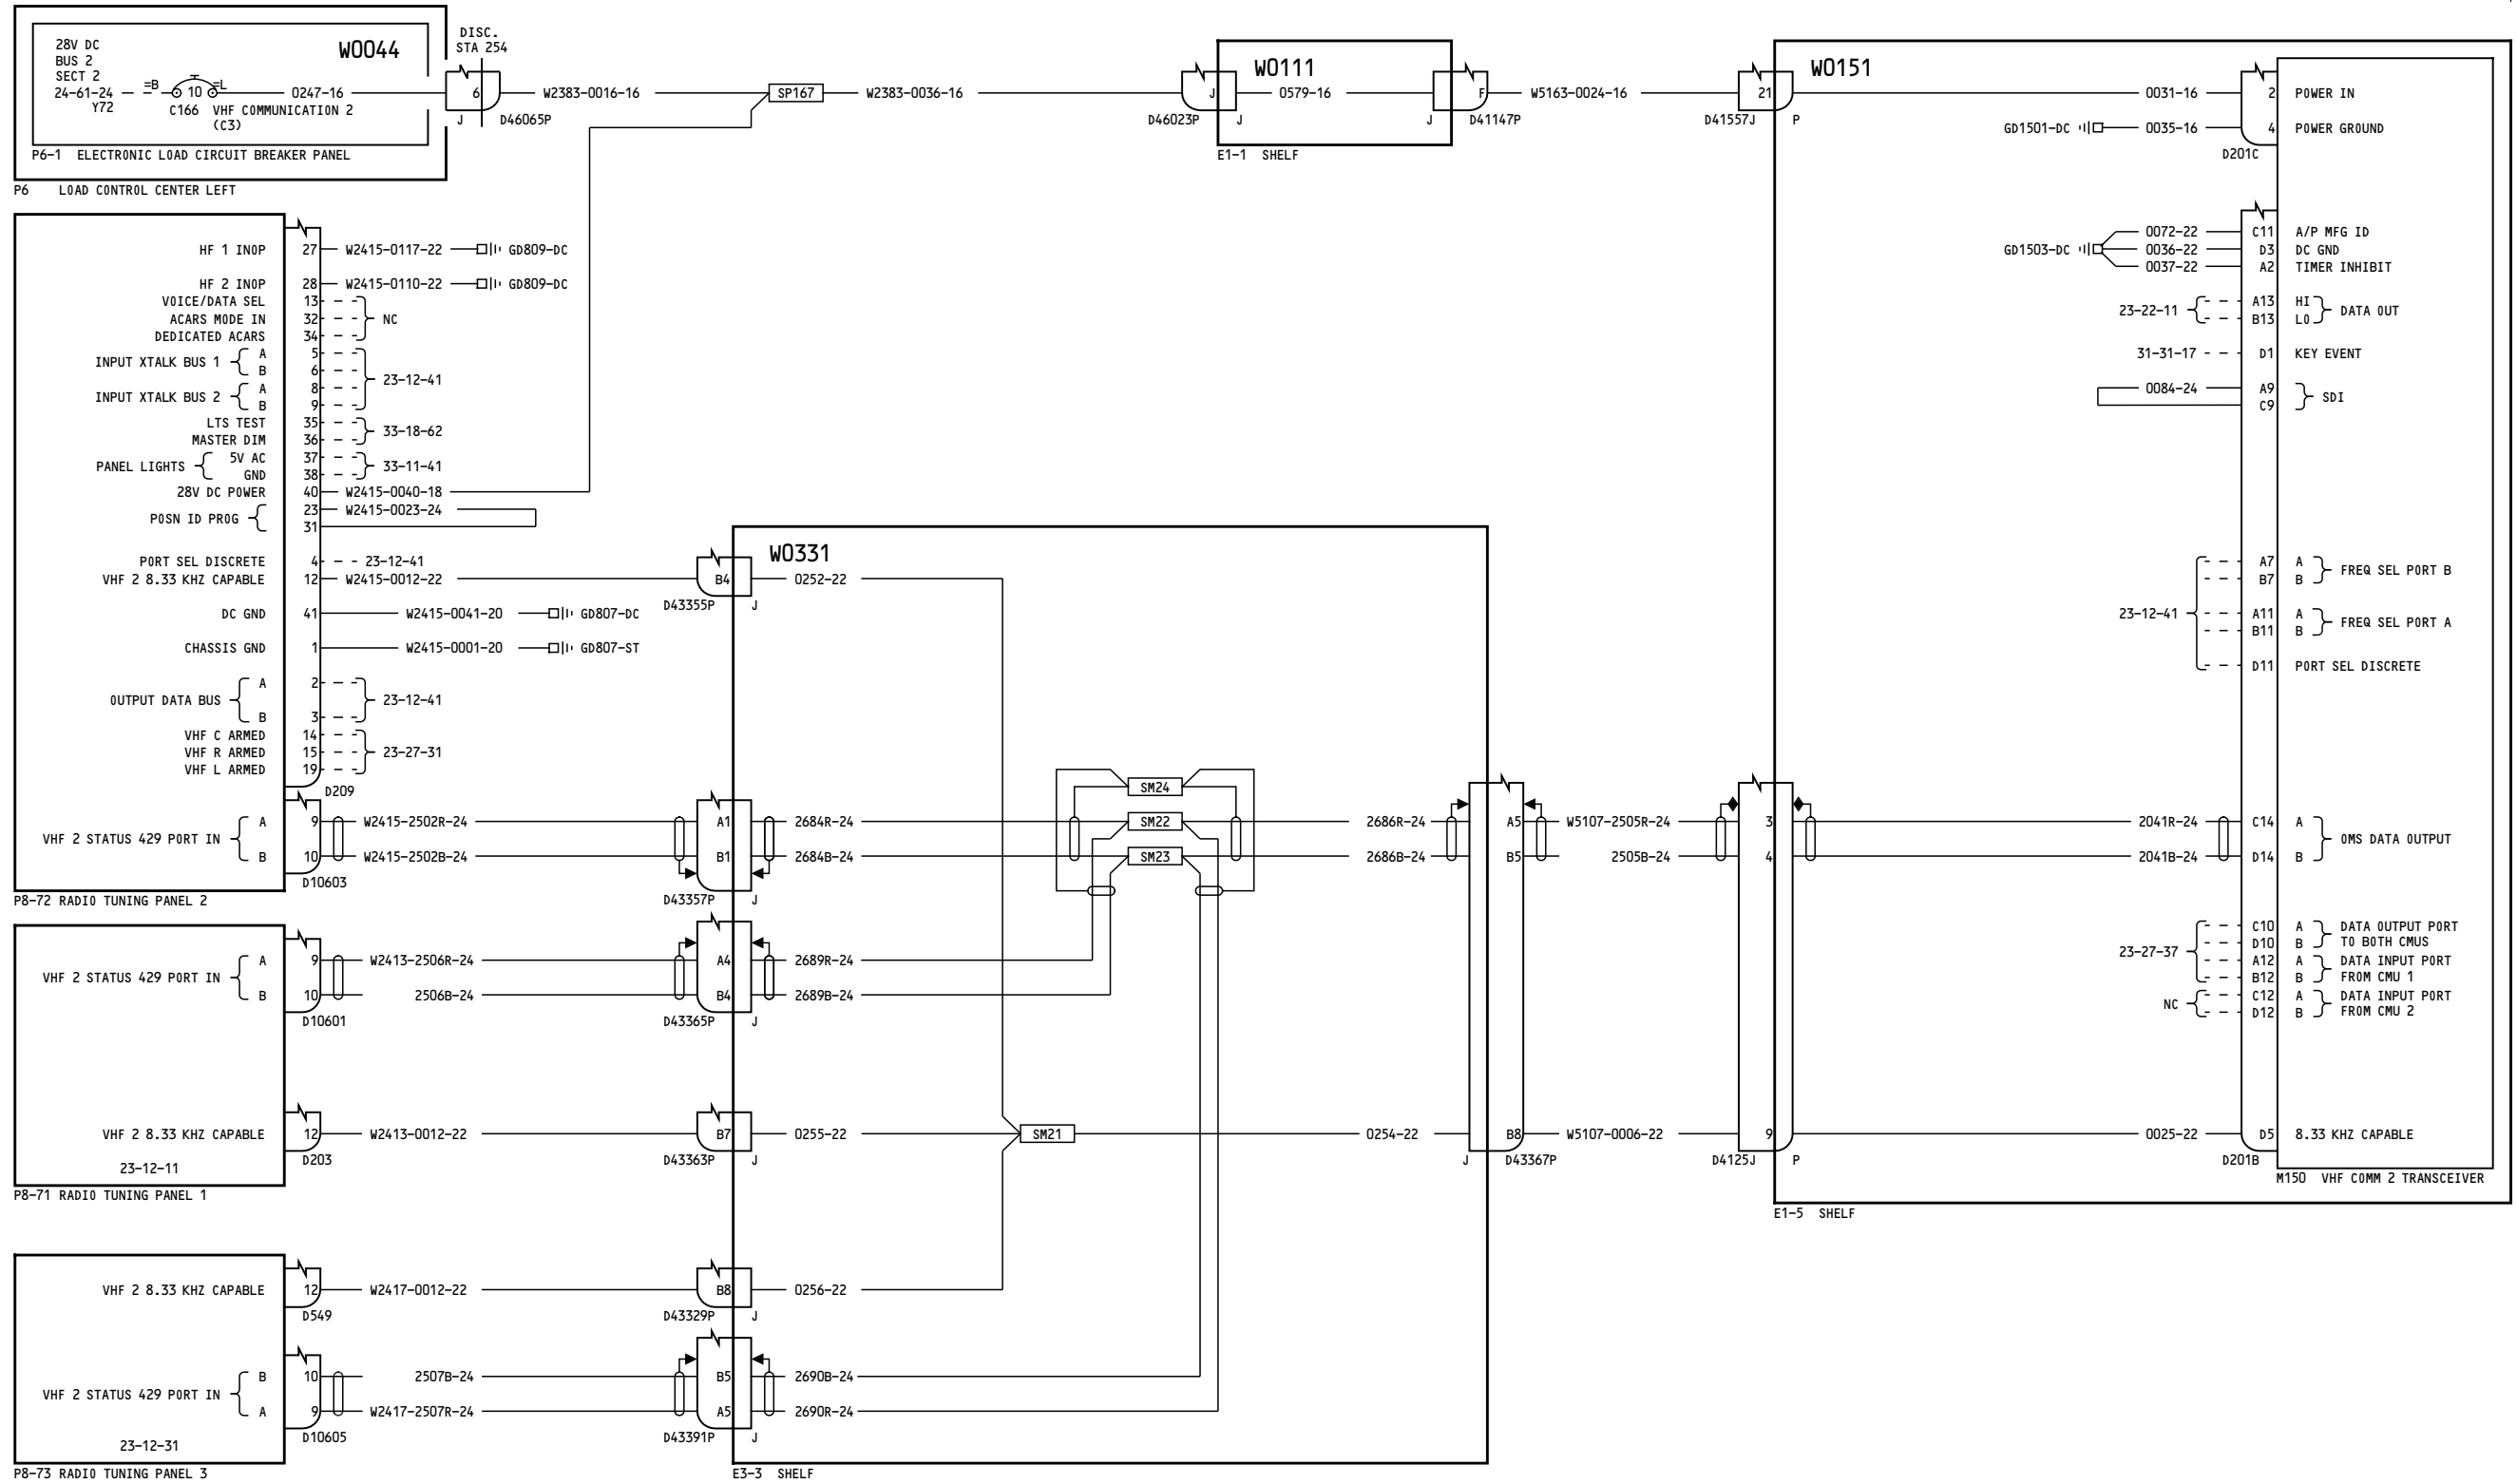 28V DC
BUS 2
SECT 2
24-61-24
Y72
=B
10
=L
C166 VHF COMMUNICATION 2
(C3)
0247-16
W0044
P6-1 ELECTRONIC LOAD CIRCUIT BREAKER PANEL
P6 LOAD CONTROL CENTER LEFT
DISC.
STA 254
6
J
D46065P
W2383-0016-16
SP167
W2383-0036-16
J
D46023P
J
W0111
0579-16
J
F
D41147P
E1-1 SHELF
W5163-0024-16
21
D41557J
P
W0151
0031-16
2
POWER IN
GD1501-DC
0035-16
4
POWER GROUND
D201C
HF 1 INOP
27
W2415-0117-22
GD809-DC
HF 2 INOP
28
W2415-0110-22
GD809-DC
VOICE/DATA SEL
13
ACARS MODE IN
32
NC
DEDICATED ACARS
34
INPUT XTALK BUS 1
A
5
B
6
INPUT XTALK BUS 2
A
8
B
9
23-12-41
LTS TEST
35
MASTER DIM
36
33-18-62
PANEL LIGHTS
5V AC
37
GND
38
33-11-41
28V DC POWER
40
W2415-0040-18
POSN ID PROG
23
W2415-0023-24
31
PORT SEL DISCRETE
4
23-12-41
VHF 2 8.33 KHZ CAPABLE
12
W2415-0012-22
DC GND
41
W2415-0041-20
GD807-DC
CHASSIS GND
1
W2415-0001-20
GD807-ST
OUTPUT DATA BUS
A
2
B
3
23-12-41
VHF C ARMED
14
VHF R ARMED
15
VHF L ARMED
19
23-27-31
D209
VHF 2 STATUS 429 PORT IN
A
9
W2415-2502R-24
B
10
W2415-2502B-24
D10603
P8-72 RADIO TUNING PANEL 2
VHF 2 STATUS 429 PORT IN
A
9
W2413-2506R-24
B
10
2506B-24
D10601
VHF 2 8.33 KHZ CAPABLE
12
W2413-0012-22
D203
23-12-11
P8-71 RADIO TUNING PANEL 1
VHF 2 8.33 KHZ CAPABLE
12
W2417-0012-22
D549
VHF 2 STATUS 429 PORT IN
B
10
2507B-24
A
9
W2417-2507R-24
D10605
23-12-31
P8-73 RADIO TUNING PANEL 3
W0331
B4
0252-22
D43355P
J
A1
2684R-24
B1
2684B-24
D43357P
J
A4
2689R-24
B4
2689B-24
D43365P
J
B7
0255-22
D43363P
J
B8
0256-22
D43329P
J
B5
2690B-24
A5
2690R-24
D43391P
J
E3-3 SHELF
SM24
SM22
SM23
SM21
2686R-24
A5
W5107-2505R-24
3
2686B-24
B5
2505B-24
4
0254-22
B8
W5107-0006-22
9
J
D43367P
D4125J
P
0072-22
C11
A/P MFG ID
GD1503-DC
0036-22
D3
DC GND
0037-22
A2
TIMER INHIBIT
23-22-11
A13
HI
B13
LO
DATA OUT
31-31-17
D1
KEY EVENT
0084-24
A9
C9
SDI
23-12-41
A7
A
B7
B
FREQ SEL PORT B
A11
A
B11
B
FREQ SEL PORT A
D11
PORT SEL DISCRETE
2041R-24
C14
A
2041B-24
D14
B
OMS DATA OUTPUT
23-27-37
C10
A
D10
B
DATA OUTPUT PORT
TO BOTH CMUS
A12
A
B12
B
DATA INPUT PORT
FROM CMU 1
NC
C12
A
D12
B
DATA INPUT PORT
FROM CMU 2
0025-22
D5
8.33 KHZ CAPABLE
D201B
M150 VHF COMM 2 TRANSCEIVER
E1-5 SHELF